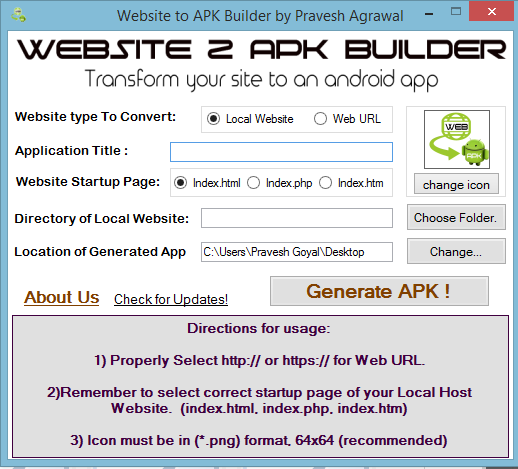 Website to APK Builder by Pravesh Agrawal
WEBSITE 2 APK BUILDER
Transform your site to an android app
Website type To Convert: Local Website Web URL
WEB
Application Title :
Website Startup Page: Index.html Index.php Index.htm
change icon
Directory of Local Website: Choose Folder.
Location of Generated App C:\Users\Pravesh Goyal\Desktop Change...
About Us Check for Updates! Generate APK !
Directions for usage:
1) Properly Select http:// or https:// for Web URL.
2)Remember to select correct startup page of your Local Host
Website. (index.html, index.php, index.htm)
3) Icon must be in (*.png) format, 64x64 (recommended)